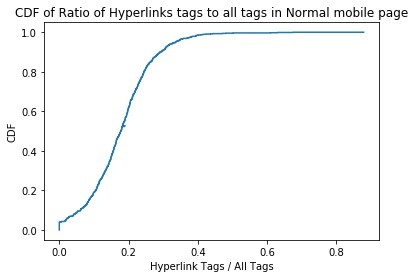 CDF of Ratio of Hyperlinks tags to all tags in Normal mobile page
1.0
0.8
0.6
0.4
0.2
0.0
CDF
0.0 0.2 0.4 0.6 0.8
Hyperlink Tags / All Tags